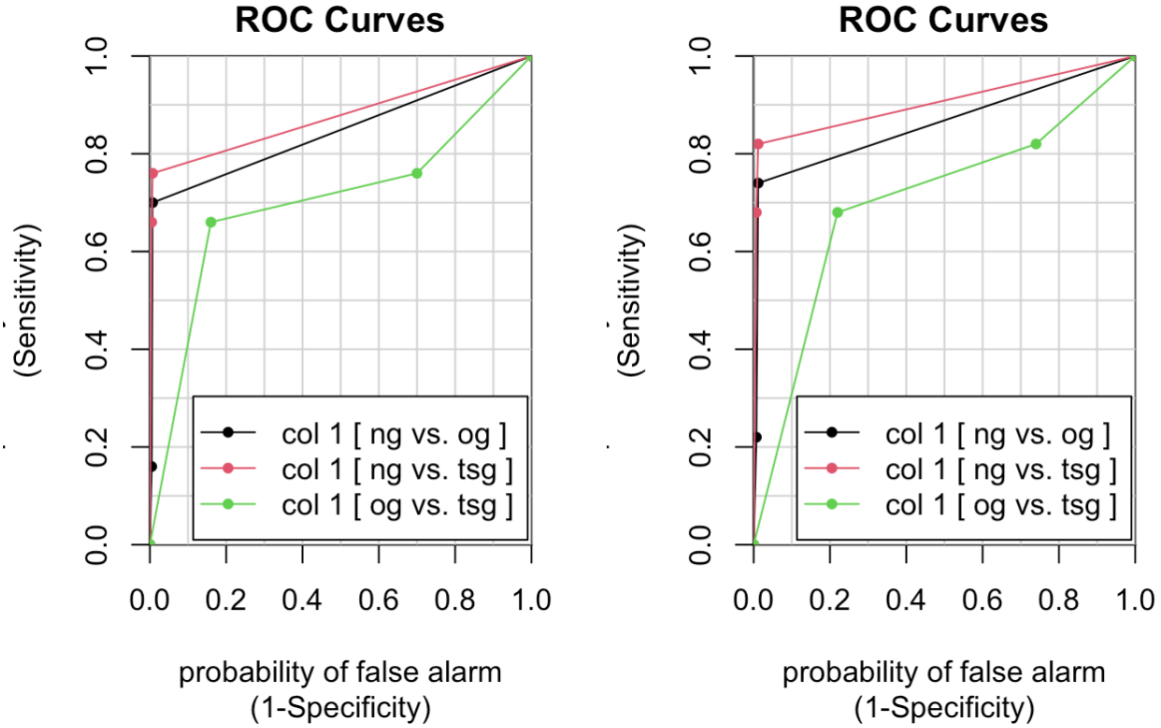 ROC Curves
(Sensitivity)
1.0
0.8
0.6
0.4
0.2
0.0
col 1 [ ng vs. og ]
col 1 [ ng vs. tsg ]
col 1 [ og vs. tsg ]
0.0 0.2 0.4 0.6 0.8 1.0
probability of false alarm
(1-Specificity)
ROC Curves
(Sensitivity)
1.0
0.8
0.6
0.4
0.2
0.0
col 1 [ ng vs. og ]
col 1 [ ng vs. tsg ]
col 1 [ og vs. tsg ]
0.0 0.2 0.4 0.6 0.8 1.0
probability of false alarm
(1-Specificity)